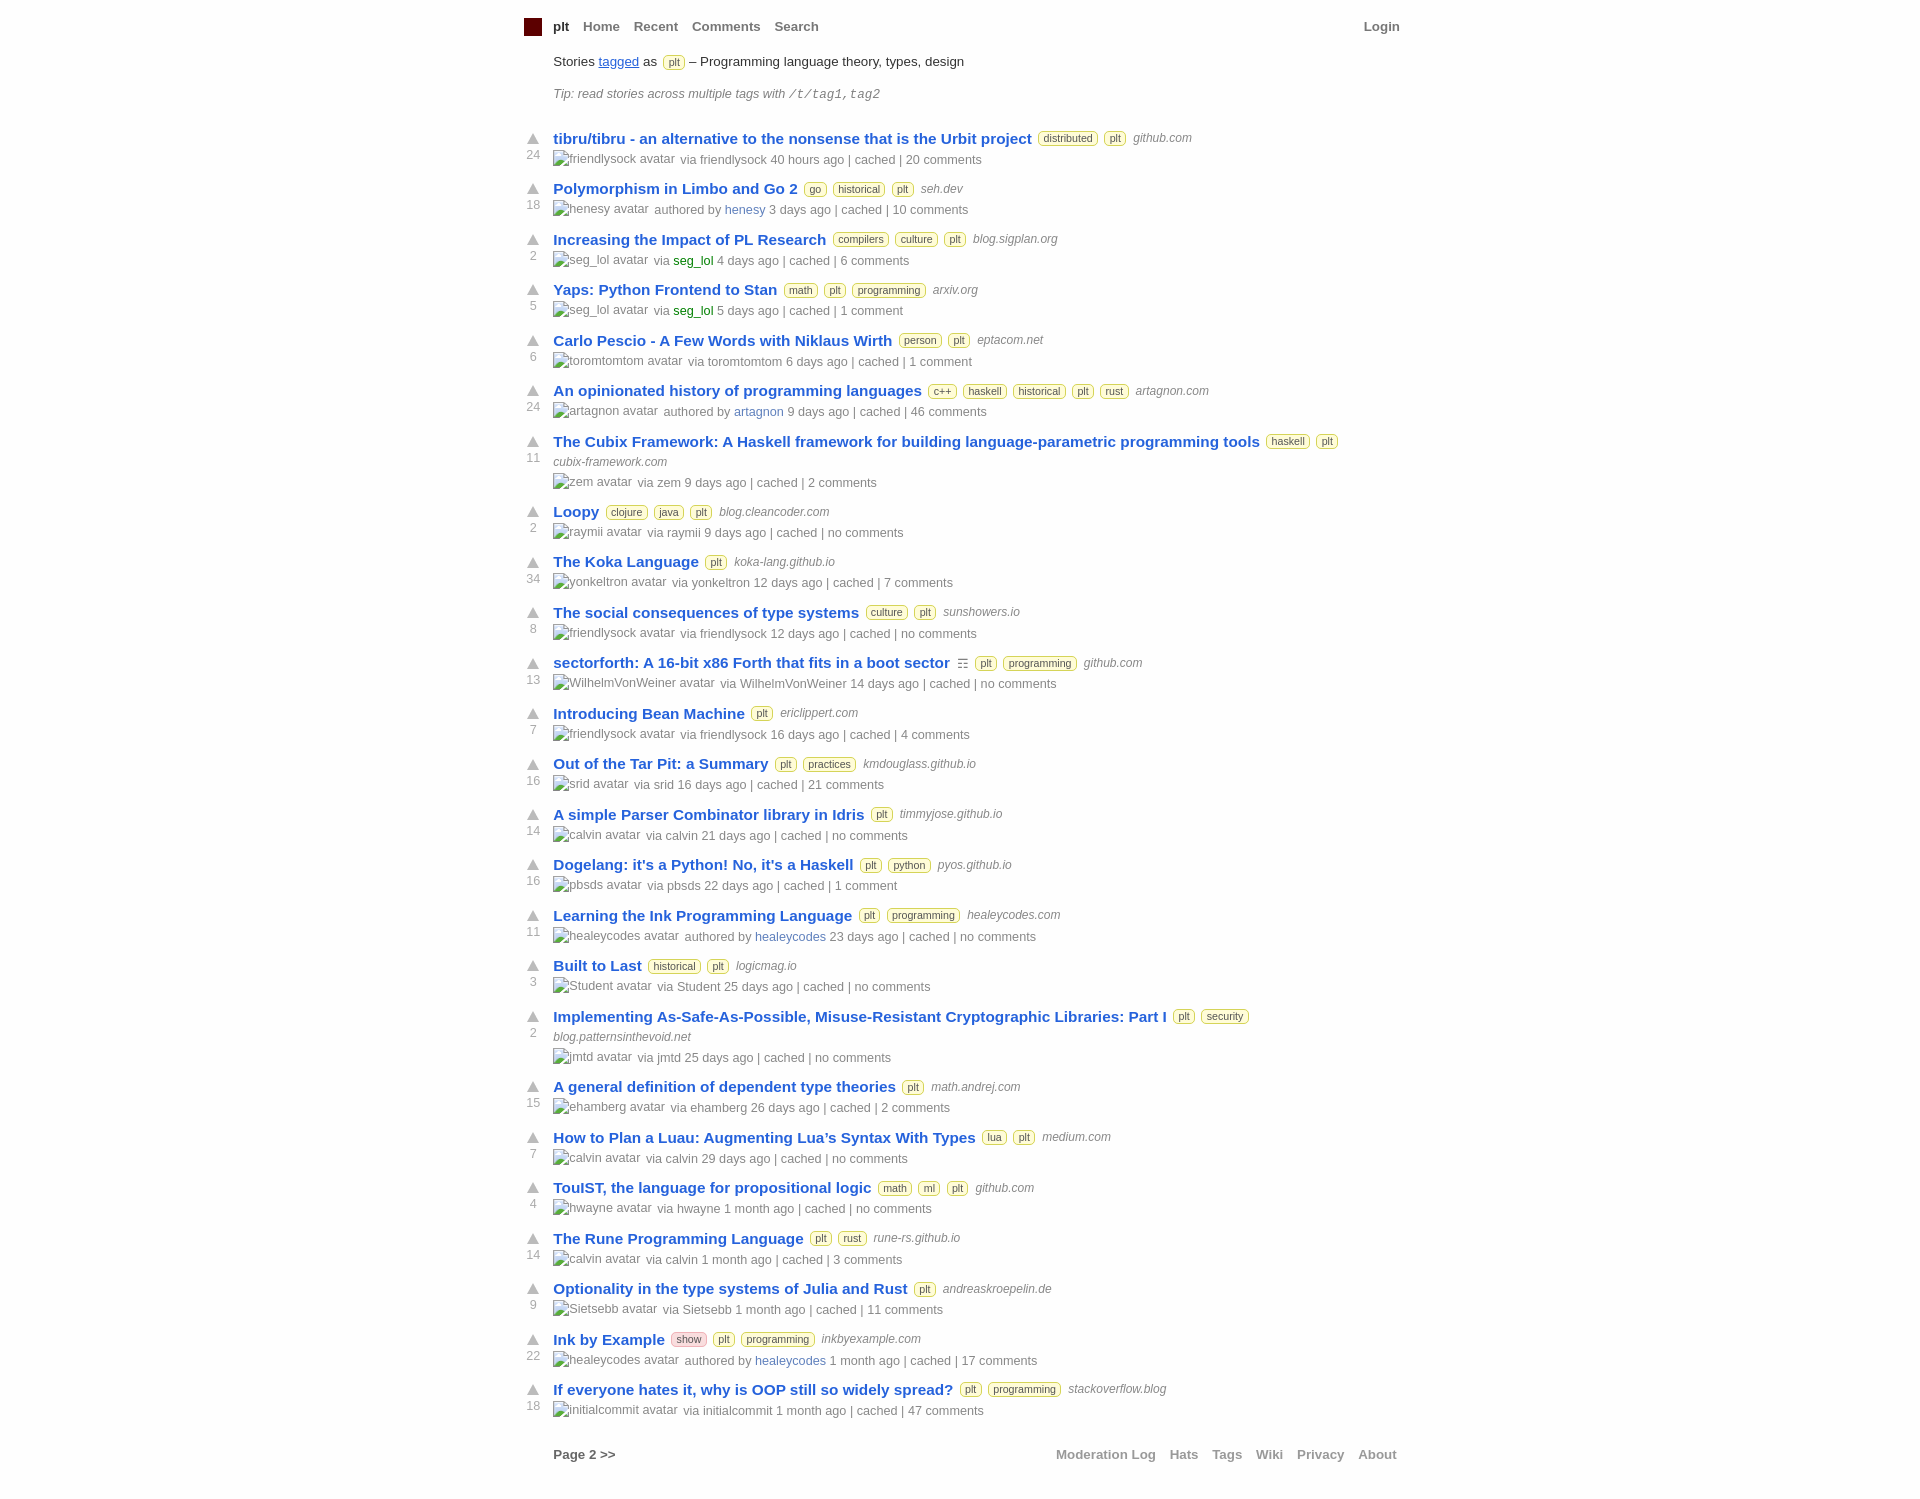 plt Home Recent Comments Search Login
Stories tagged as plt – Programming language theory, types, design
Tip: read stories across multiple tags with /t/tag1,tag2
tibru/tibru - an alternative to the nonsense that is the Urbit project distributed plt github.com
24 friendlysock avatar via friendlysock 40 hours ago | cached | 20 comments
Polymorphism in Limbo and Go 2 go historical plt seh.dev
18 henesy avatar authored by henesy 3 days ago | cached | 10 comments
Increasing the Impact of PL Research compilers culture plt blog.sigplan.org
2 seg_lol avatar via seg_lol 4 days ago | cached | 6 comments
Yaps: Python Frontend to Stan math plt programming arxiv.org
5 seg_lol avatar via seg_lol 5 days ago | cached | 1 comment
Carlo Pescio - A Few Words with Niklaus Wirth person plt eptacom.net
6 toromtomtom avatar via toromtomtom 6 days ago | cached | 1 comment
An opinionated history of programming languages c++ haskell historical plt rust artagnon.com
24 artagnon avatar authored by artagnon 9 days ago | cached | 46 comments
The Cubix Framework: A Haskell framework for building language-parametric programming tools haskell plt
11 cubix-framework.com
zem avatar via zem 9 days ago | cached | 2 comments
Loopy clojure java plt blog.cleancoder.com
2 raymii avatar via raymii 9 days ago | cached | no comments
The Koka Language plt koka-lang.github.io
34 yonkeltron avatar via yonkeltron 12 days ago | cached | 7 comments
The social consequences of type systems culture plt sunshowers.io
8 friendlysock avatar via friendlysock 12 days ago | cached | no comments
sectorforth: A 16-bit x86 Forth that fits in a boot sector ☶ plt programming github.com
13 WilhelmVonWeiner avatar via WilhelmVonWeiner 14 days ago | cached | no comments
Introducing Bean Machine plt ericlippert.com
7 friendlysock avatar via friendlysock 16 days ago | cached | 4 comments
Out of the Tar Pit: a Summary plt practices kmdouglass.github.io
16 srid avatar via srid 16 days ago | cached | 21 comments
A simple Parser Combinator library in Idris plt timmyjose.github.io
14 calvin avatar via calvin 21 days ago | cached | no comments
Dogelang: it's a Python! No, it's a Haskell plt python pyos.github.io
16 pbsds avatar via pbsds 22 days ago | cached | 1 comment
Learning the Ink Programming Language plt programming healeycodes.com
11 healeycodes avatar authored by healeycodes 23 days ago | cached | no comments
Built to Last historical plt logicmag.io
3 Student avatar via Student 25 days ago | cached | no comments
Implementing As-Safe-As-Possible, Misuse-Resistant Cryptographic Libraries: Part I plt security
2 blog.patternsinthevoid.net
jmtd avatar via jmtd 25 days ago | cached | no comments
A general definition of dependent type theories plt math.andrej.com
15 ehamberg avatar via ehamberg 26 days ago | cached | 2 comments
How to Plan a Luau: Augmenting Lua’s Syntax With Types lua plt medium.com
7 calvin avatar via calvin 29 days ago | cached | no comments
TouIST, the language for propositional logic math ml plt github.com
4 hwayne avatar via hwayne 1 month ago | cached | no comments
The Rune Programming Language plt rust rune-rs.github.io
14 calvin avatar via calvin 1 month ago | cached | 3 comments
Optionality in the type systems of Julia and Rust plt andreaskroepelin.de
9 Sietsebb avatar via Sietsebb 1 month ago | cached | 11 comments
Ink by Example show plt programming inkbyexample.com
22 healeycodes avatar authored by healeycodes 1 month ago | cached | 17 comments
If everyone hates it, why is OOP still so widely spread? plt programming stackoverflow.blog
18 initialcommit avatar via initialcommit 1 month ago | cached | 47 comments
Page 2 >> Moderation Log Hats Tags Wiki Privacy About